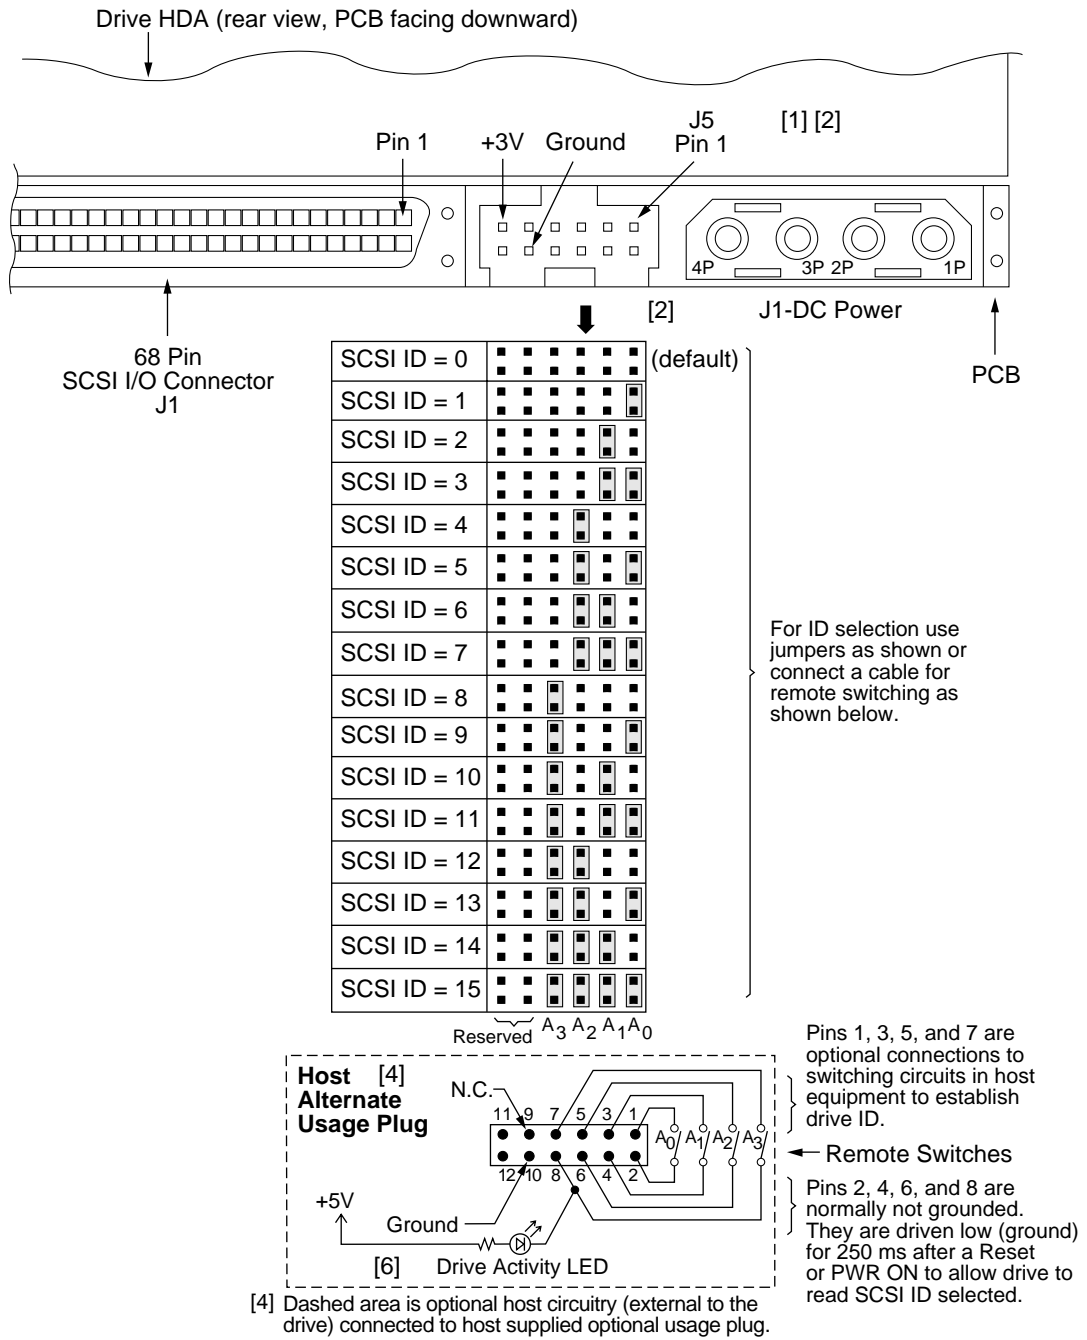 Drive HDA (rear view, PCB facing downward)
J5
[1] [2]
Pin 1
+3V
Ground
Pin 1
4P
3P
2P
1P
[2]
J1-DC Power
68 Pin
SCSI I/O Connector
J1
PCB
SCSI ID = 0
(default)
SCSI ID = 1
SCSI ID = 2
SCSI ID = 3
SCSI ID = 4
SCSI ID = 5
SCSI ID = 6
SCSI ID = 7
SCSI ID = 8
SCSI ID = 9
SCSI ID = 10
SCSI ID = 11
SCSI ID = 12
SCSI ID = 13
SCSI ID = 14
SCSI ID = 15
For ID selection use
jumpers as shown or
connect a cable for
remote switching as
shown below.
Reserved
A3 A2 A1 A0
Host [4]
Alternate
Usage Plug
N.C.
11 9 7 5 3 1
A0 A1 A2 A3
12 10 8 6 4 2
+5V
Ground
[6]
Drive Activity LED
Pins 1, 3, 5, and 7 are
optional connections to
switching circuits in host
equipment to establish
drive ID.
Remote Switches
Pins 2, 4, 6, and 8 are
normally not grounded.
They are driven low (ground)
for 250 ms after a Reset
or PWR ON to allow drive to
read SCSI ID selected.
[4] Dashed area is optional host circuitry (external to the
drive) connected to host supplied optional usage plug.